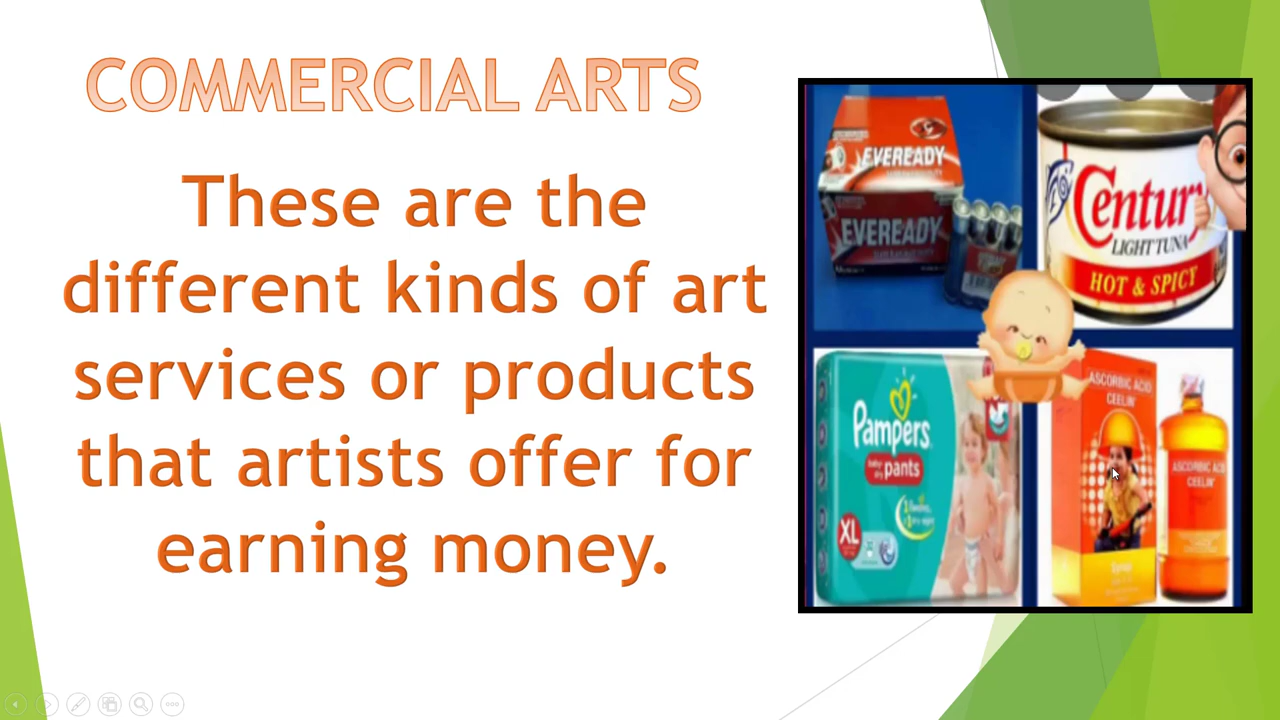 COMMERCIAL ARTS
These are the
different kinds of art
services or products
that artists offer for
earning money.
EVEREADY
EVEREADY
Century
LIGHT TUNA
HOT & SPICY
Pampers
baby dry pants
XL
ASCORBIC ACID
CEELIN
ASCORBIC ACID
CEELIN